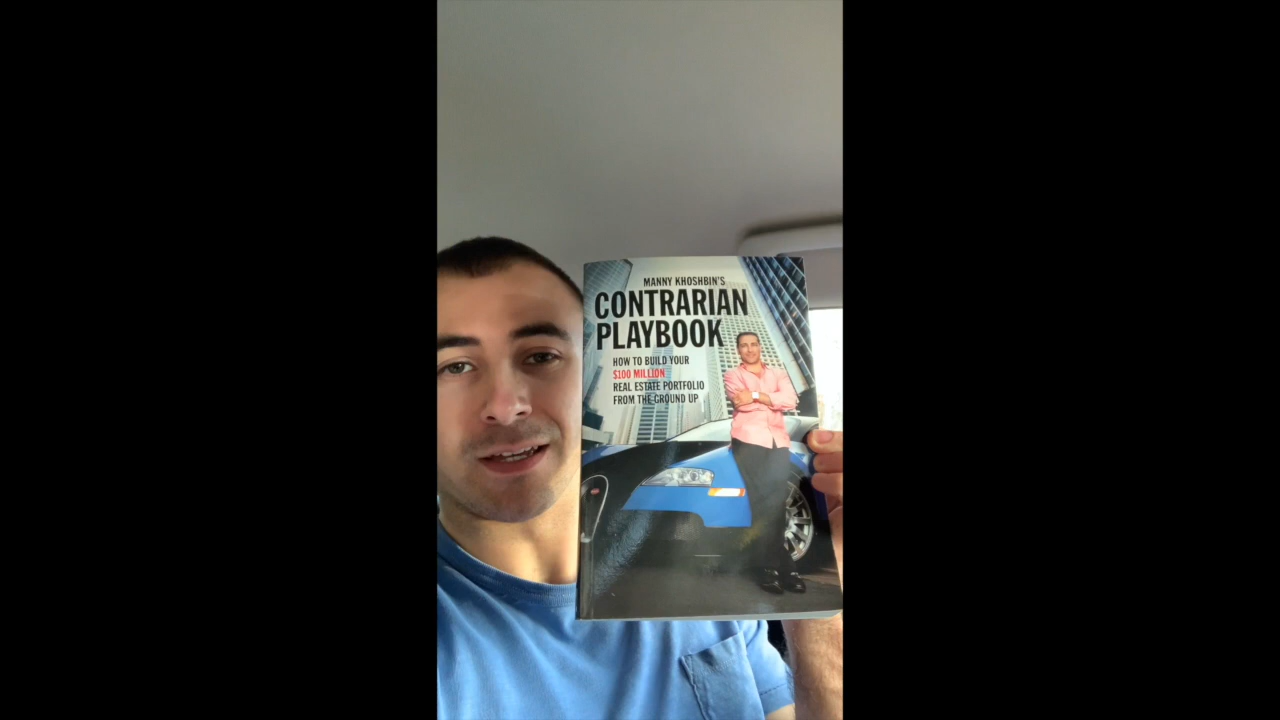 MANNY KHOSHBIN'S
CONTRARIAN
PLAYBOOK
HOW TO BUILD YOUR
$100 MILLION
REAL ESTATE PORTFOLIO
FROM THE GROUND UP